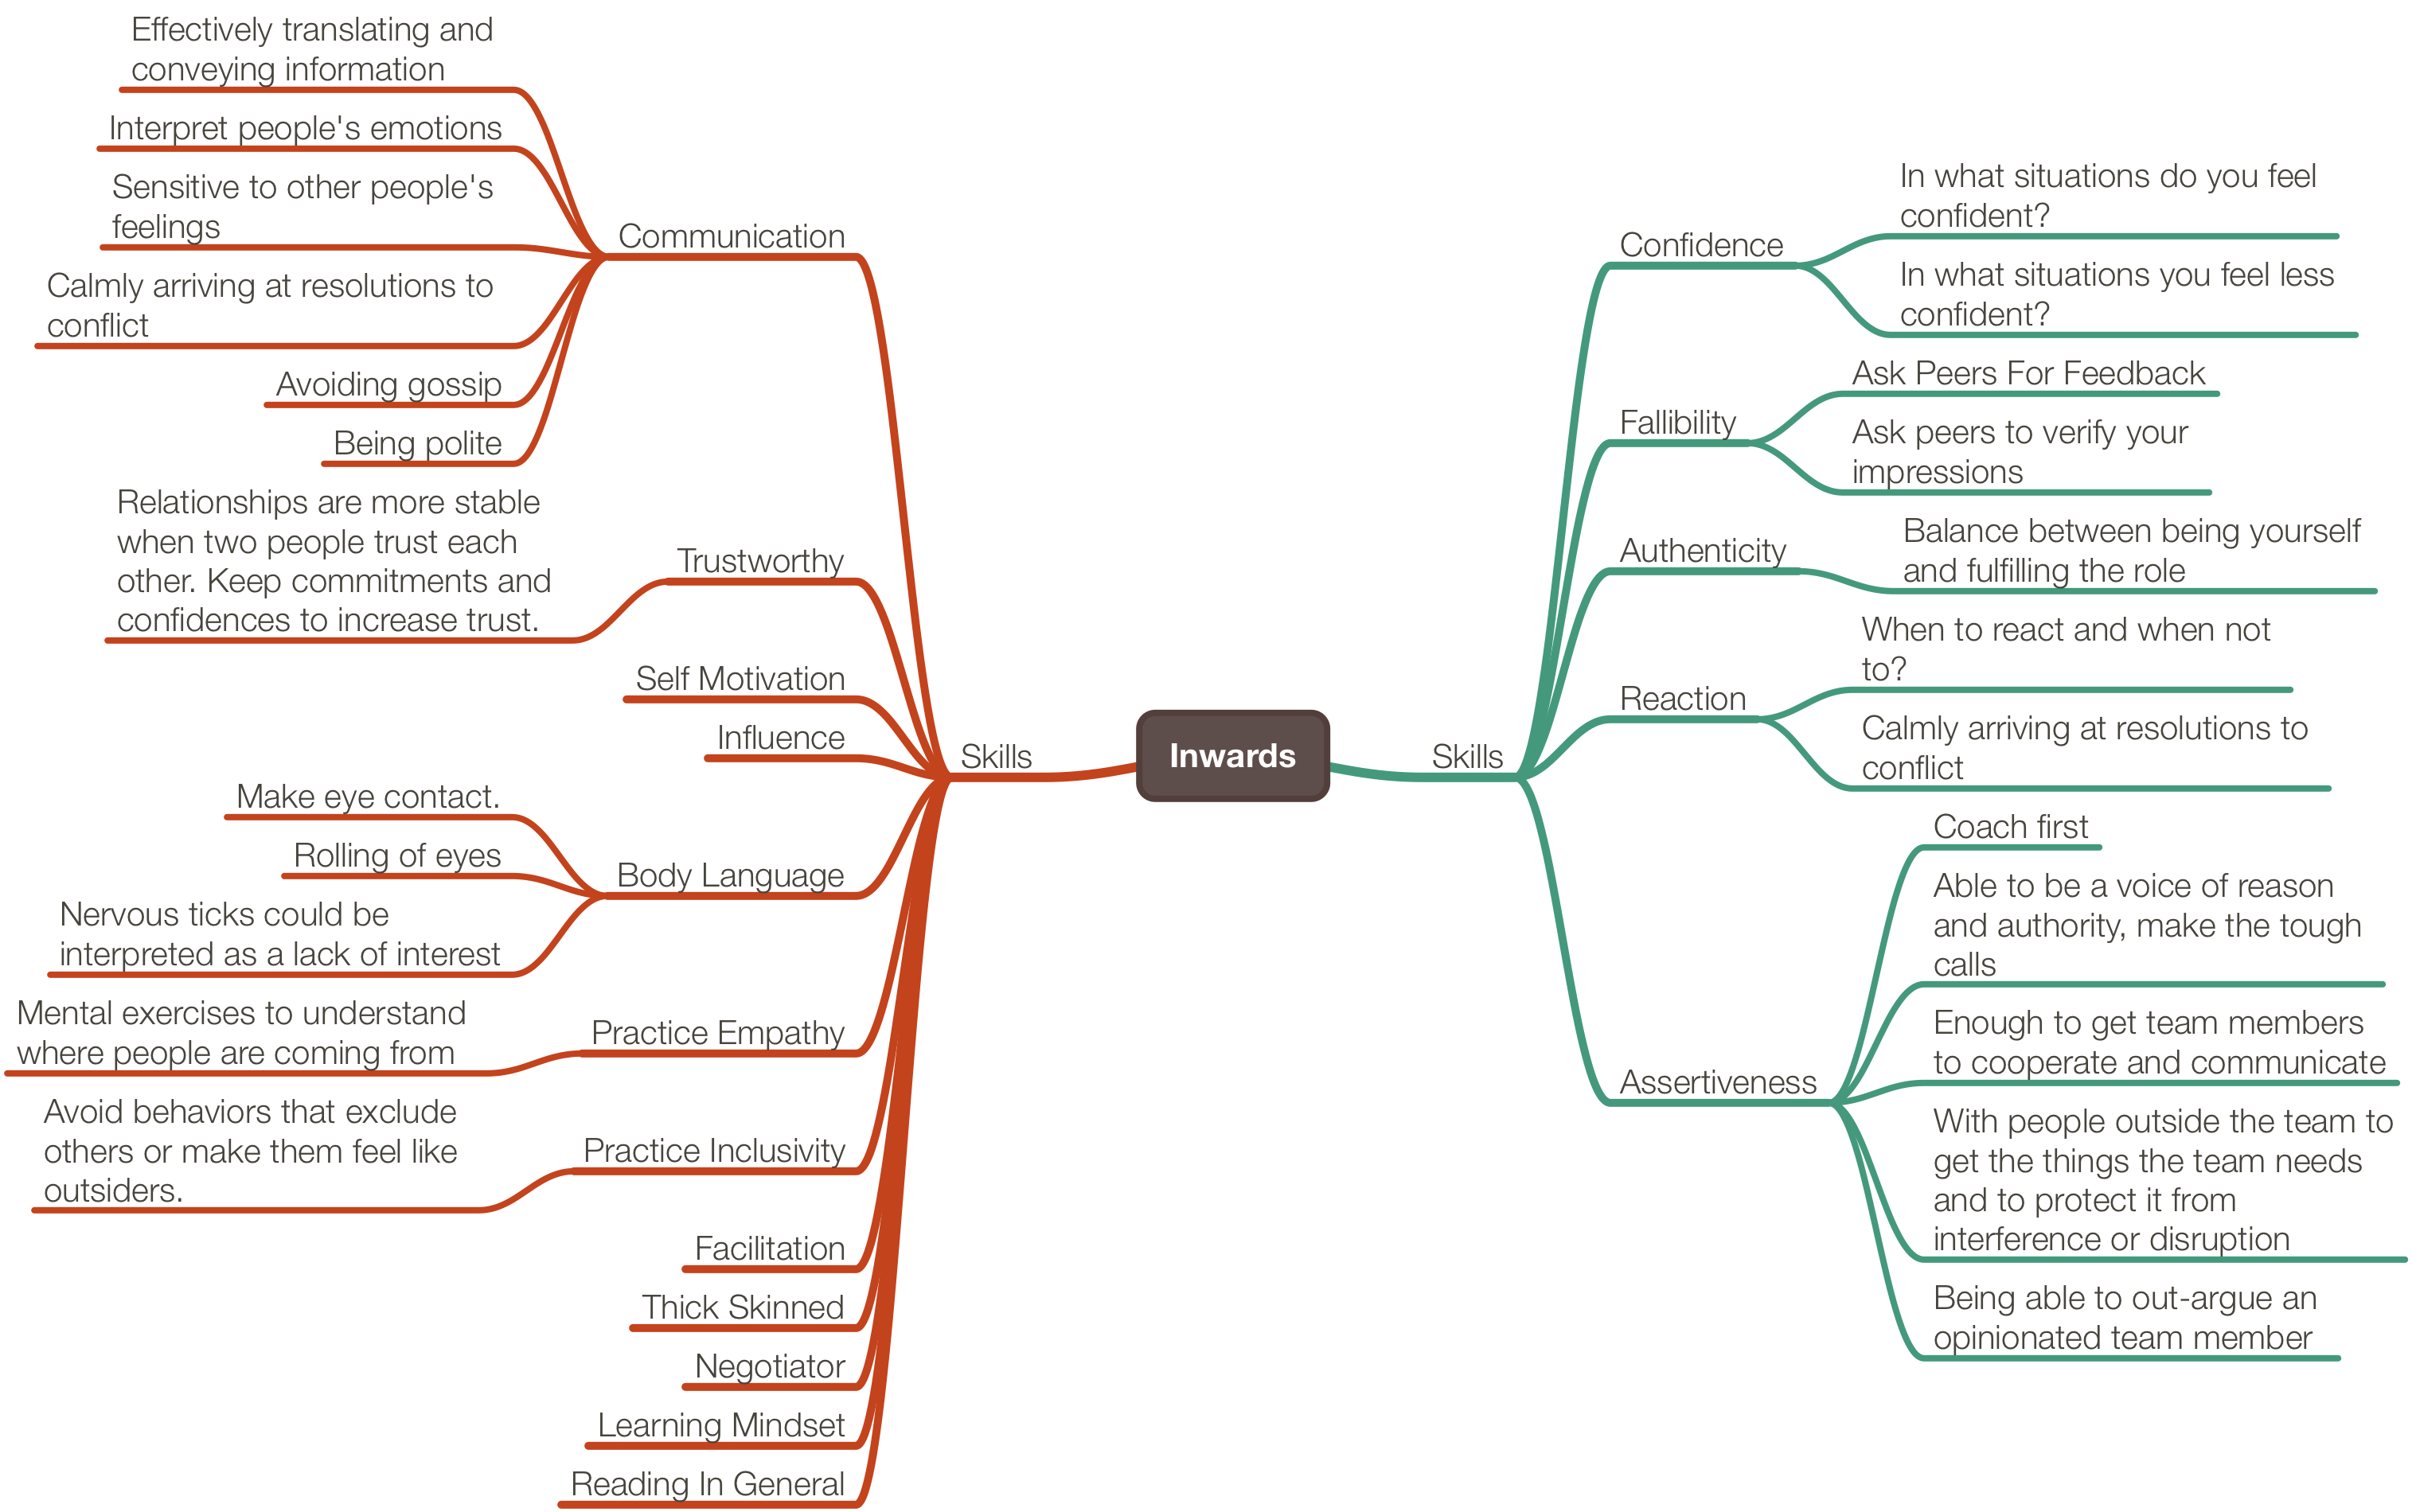 Effectively translating and
conveying information
Interpret people's emotions
Sensitive to other people's
feelings
Calmly arriving at resolutions to
conflict
Avoiding gossip
Being polite
Communication
Relationships are more stable
when two people trust each
other. Keep commitments and
confidences to increase trust.
Trustworthy
Self Motivation
Influence
Make eye contact.
Rolling of eyes
Nervous ticks could be
interpreted as a lack of interest
Body Language
Mental exercises to understand
where people are coming from
Practice Empathy
Avoid behaviors that exclude
others or make them feel like
outsiders.
Practice Inclusivity
Facilitation
Thick Skinned
Negotiator
Learning Mindset
Reading In General
Skills
Inwards
Skills
Confidence
In what situations do you feel
confident?
In what situations you feel less
confident?
Fallibility
Ask Peers For Feedback
Ask peers to verify your
impressions
Authenticity
Balance between being yourself
and fulfilling the role
Reaction
When to react and when not
to?
Calmly arriving at resolutions to
conflict
Assertiveness
Coach first
Able to be a voice of reason
and authority, make the tough
calls
Enough to get team members
to cooperate and communicate
With people outside the team to
get the things the team needs
and to protect it from
interference or disruption
Being able to out-argue an
opinionated team member